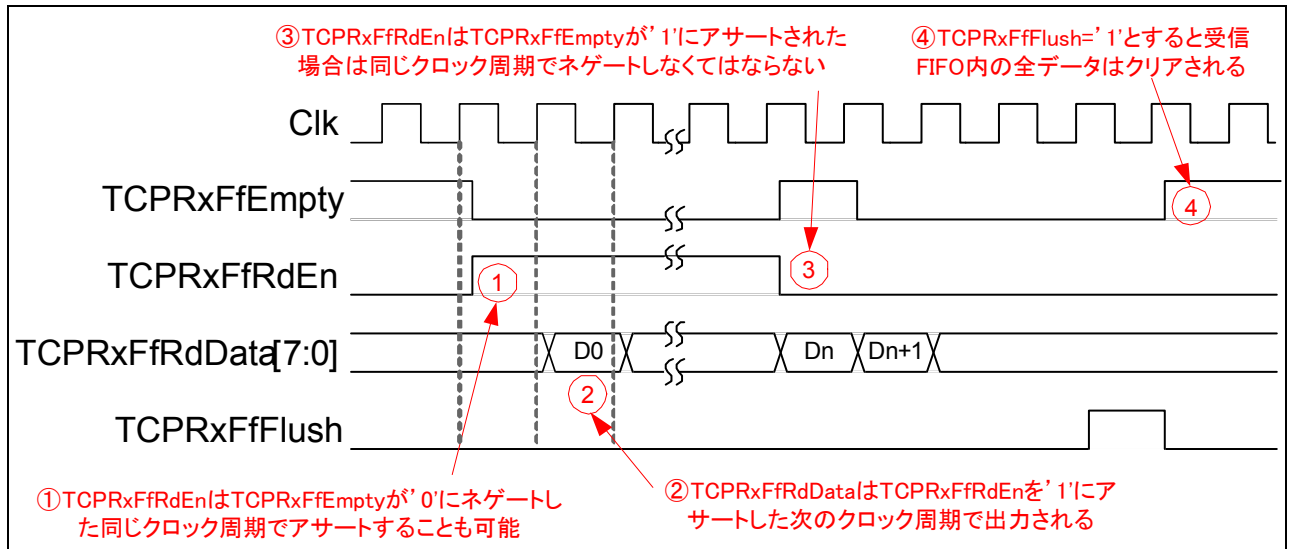 ③TCPRxFfRdEnはTCPRxFfEmptyが'1'にアサートされた
場合は同じクロック周期でネゲートしなくてはならない
④TCPRxFfFlush='1'とすると受信
FIFO内の全データはクリアされる
Clk
TCPRxFfEmpty
4
TCPRxFfRdEn
1
3
TCPRxFfRdData[7:0]
D0
Dn
Dn+1
2
TCPRxFfFlush
①TCPRxFfRdEnはTCPRxFfEmptyが'0'にネゲートし
た同じクロック周期でアサートすることも可能
②TCPRxFfRdDataはTCPRxFfRdEnを'1'にア
サートした次のクロック周期で出力される